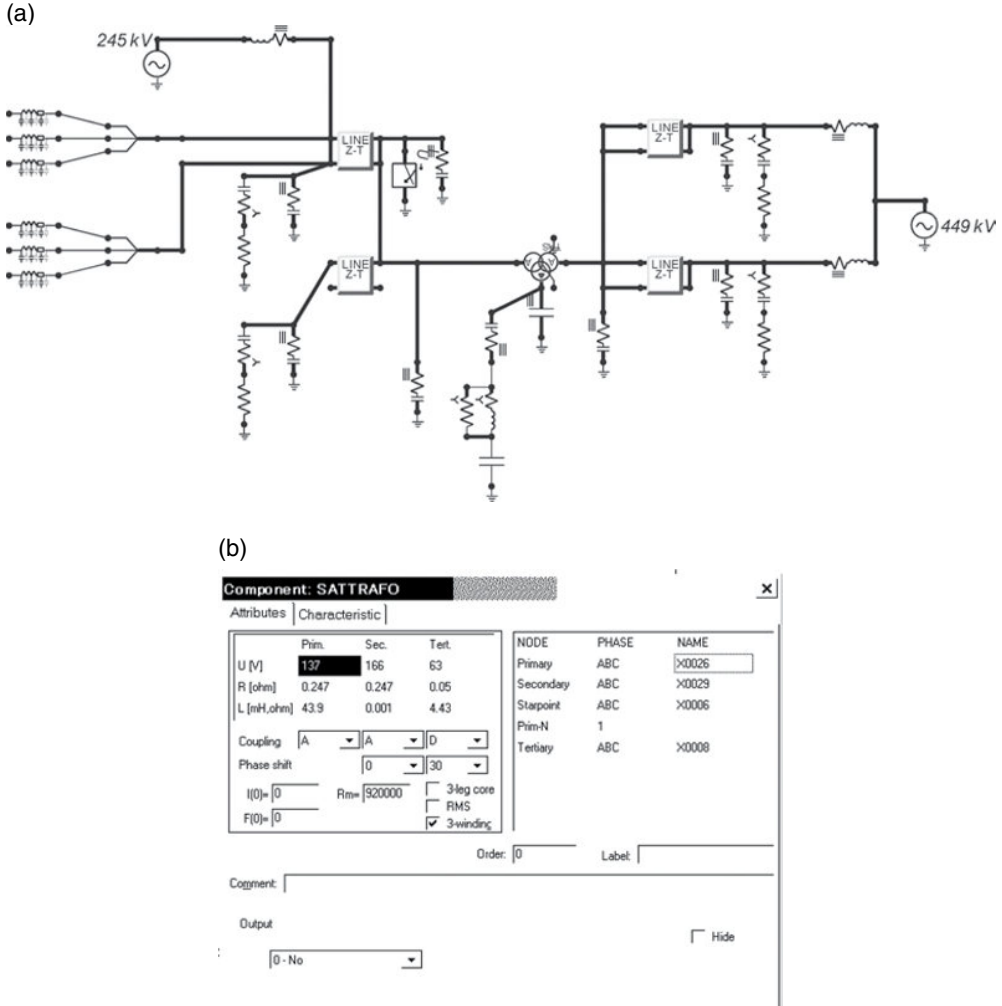 (a)
245 kV
LINE
Z-T
LINE
Z-T
LINE
Z-T
449 kV
LINE
Z-T
Y
Y
Y
Y
Y
Y
(b)
Component: SATTRAFO
Attributes Characteristic
Prim. Sec. Tert.
U [V] 137 166 63
R [ohm] 0.247 0.247 0.05
L [mH,ohm] 43.9 0.001 4.43
Coupling A A D
Phase shift 0 30
I(0)= 0 Rm= 920000 3-leg core
RMS
F(0)= 0 3-winding
NODE PHASE NAME
Primary ABC X0026
Secondary ABC X0029
Starpoint ABC X0006
Prim-N 1
Tertiary ABC X0008
Order: 0 Label:
Comment:
Output
Hide
0 - No